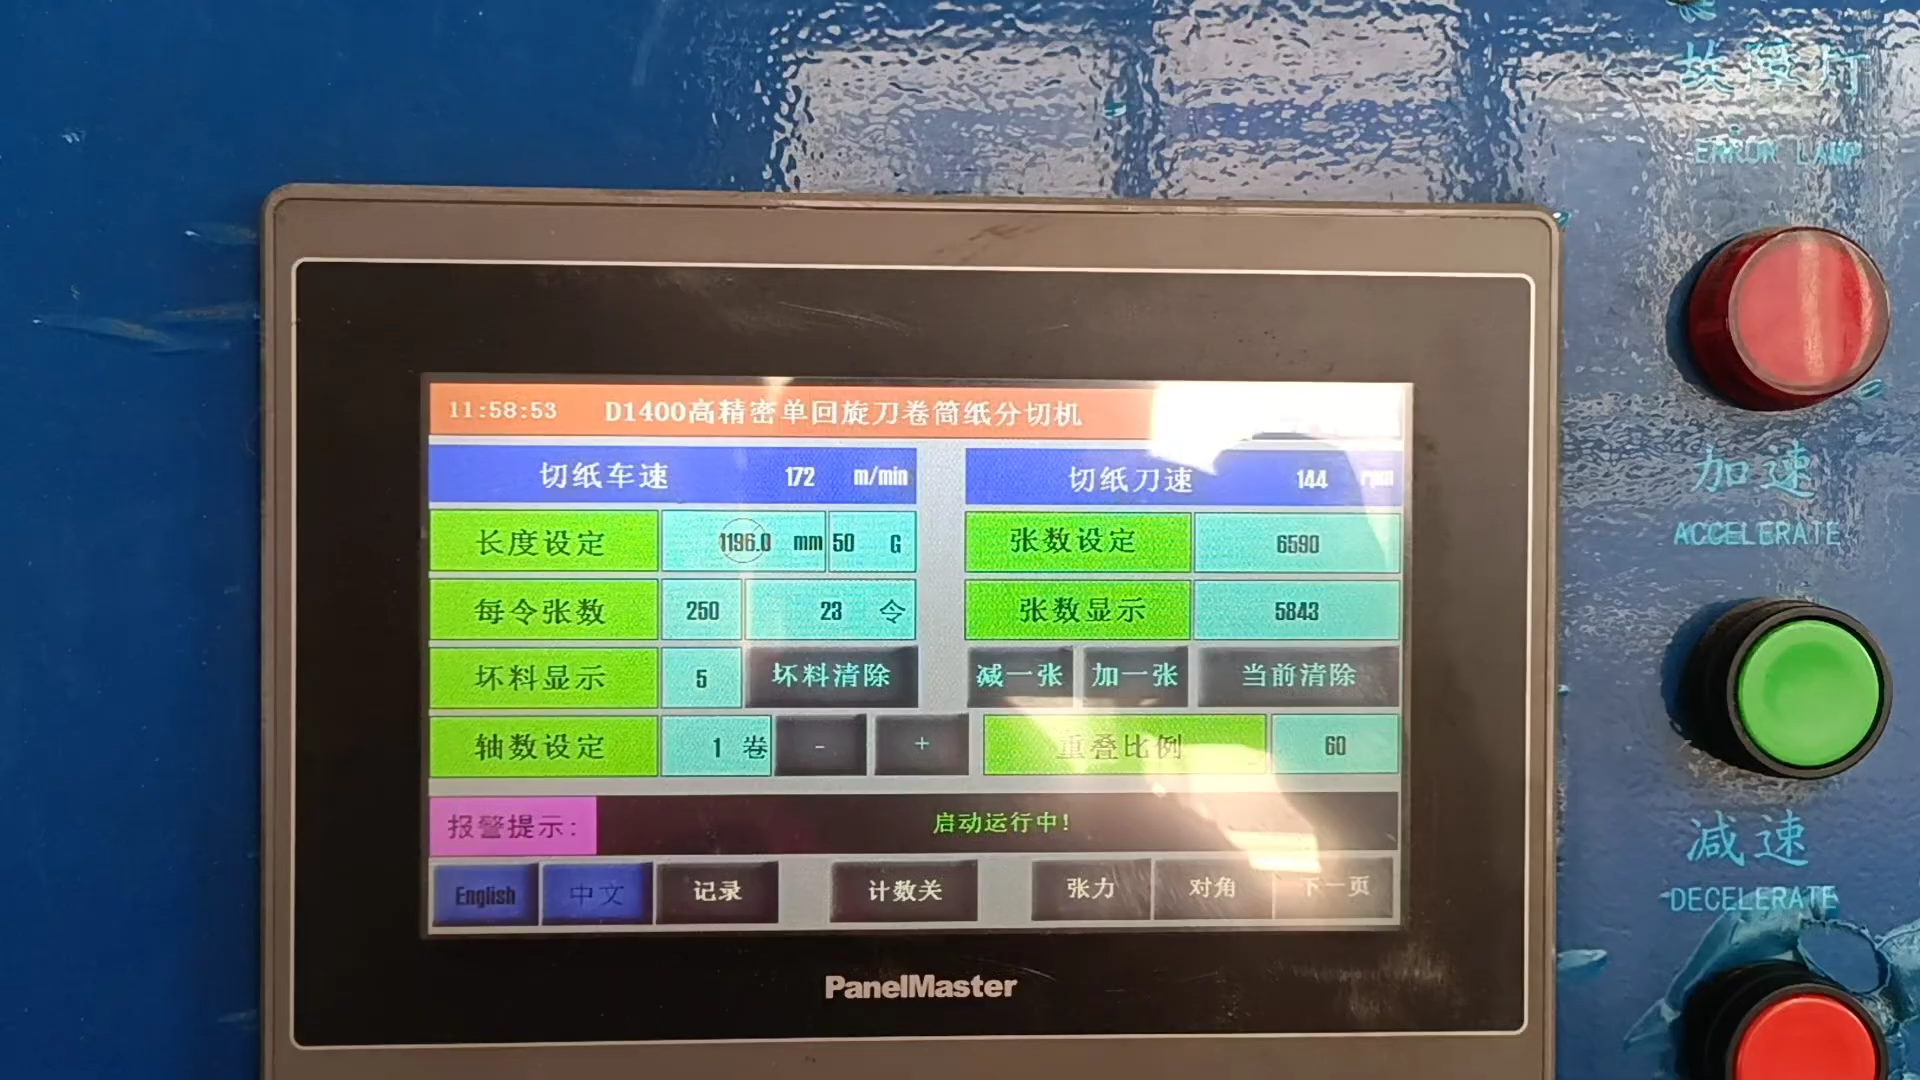 故障灯
ERROR LAMP
11:58:53 D1400高精密单回旋刀卷筒纸分切机
切纸车速 172 m/min 切纸刀速 144 rpm
长度设定 1196.0 mm 50 G 张数设定 6590
每令张数 250 23 令 张数显示 5843
坏料显示 5 坏料清除 减一张 加一张 当前清除
轴数设定 1 卷 - + 重叠比例 60
报警提示: 启动运行中!
English 中文 记录 计数关 张力 对角 下一页
PanelMaster
加速
ACCELERATE
减速
DECELERATE